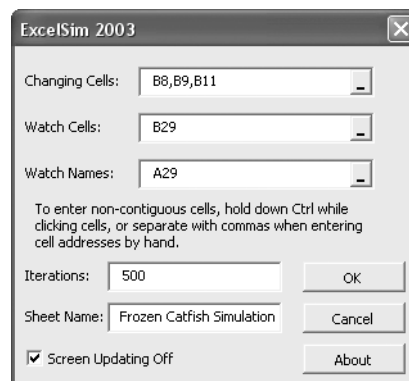 ExcelSim 2003
Changing Cells: B8,B9,B11
Watch Cells: B29
Watch Names: A29
To enter non-contiguous cells, hold down Ctrl while
clicking cells, or separate with commas when entering
cell addresses by hand.
Iterations: 500 OK
Sheet Name: Frozen Catfish Simulation Cancel
Screen Updating Off About